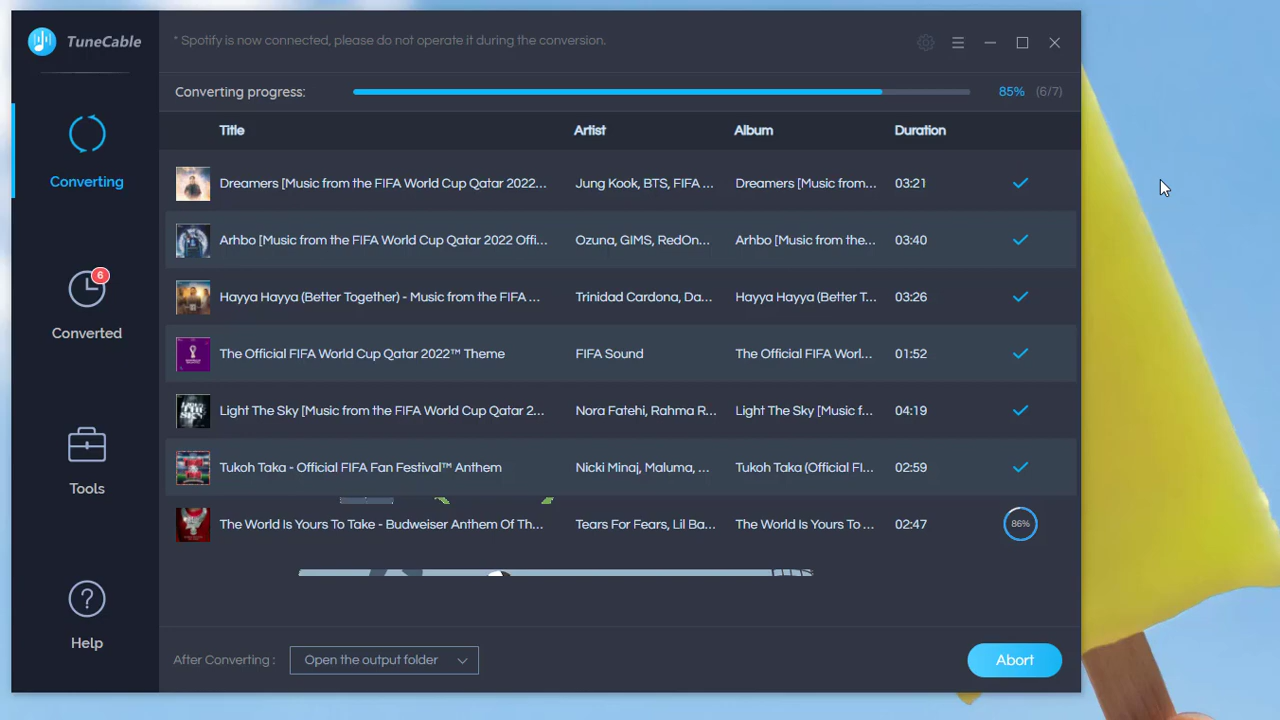 TuneCable
* Spotify is now connected, please do not operate it during the conversion.
Converting progress: 85% (6/7)
Title Artist Album Duration
Dreamers [Music from the FIFA World Cup Qatar 2022... Jung Kook, BTS, FIFA ... Dreamers [Music from... 03:21
Arhbo [Music from the FIFA World Cup Qatar 2022 Offi... Ozuna, GIMS, RedOn... Arhbo [Music from the... 03:40
Hayya Hayya (Better Together) - Music from the FIFA ... Trinidad Cardona, Da... Hayya Hayya (Better T... 03:26
The Official FIFA World Cup Qatar 2022™ Theme FIFA Sound The Official FIFA Worl... 01:52
Light The Sky [Music from the FIFA World Cup Qatar 2... Nora Fatehi, Rahma R... Light The Sky [Music f... 04:19
Tukoh Taka - Official FIFA Fan Festival™ Anthem Nicki Minaj, Maluma, ... Tukoh Taka (Official FI... 02:59
The World Is Yours To Take - Budweiser Anthem Of Th... Tears For Fears, Lil Ba... The World Is Yours To ... 02:47 86%
Converting
6
Converted
Tools
Help
After Converting : Open the output folder
Abort